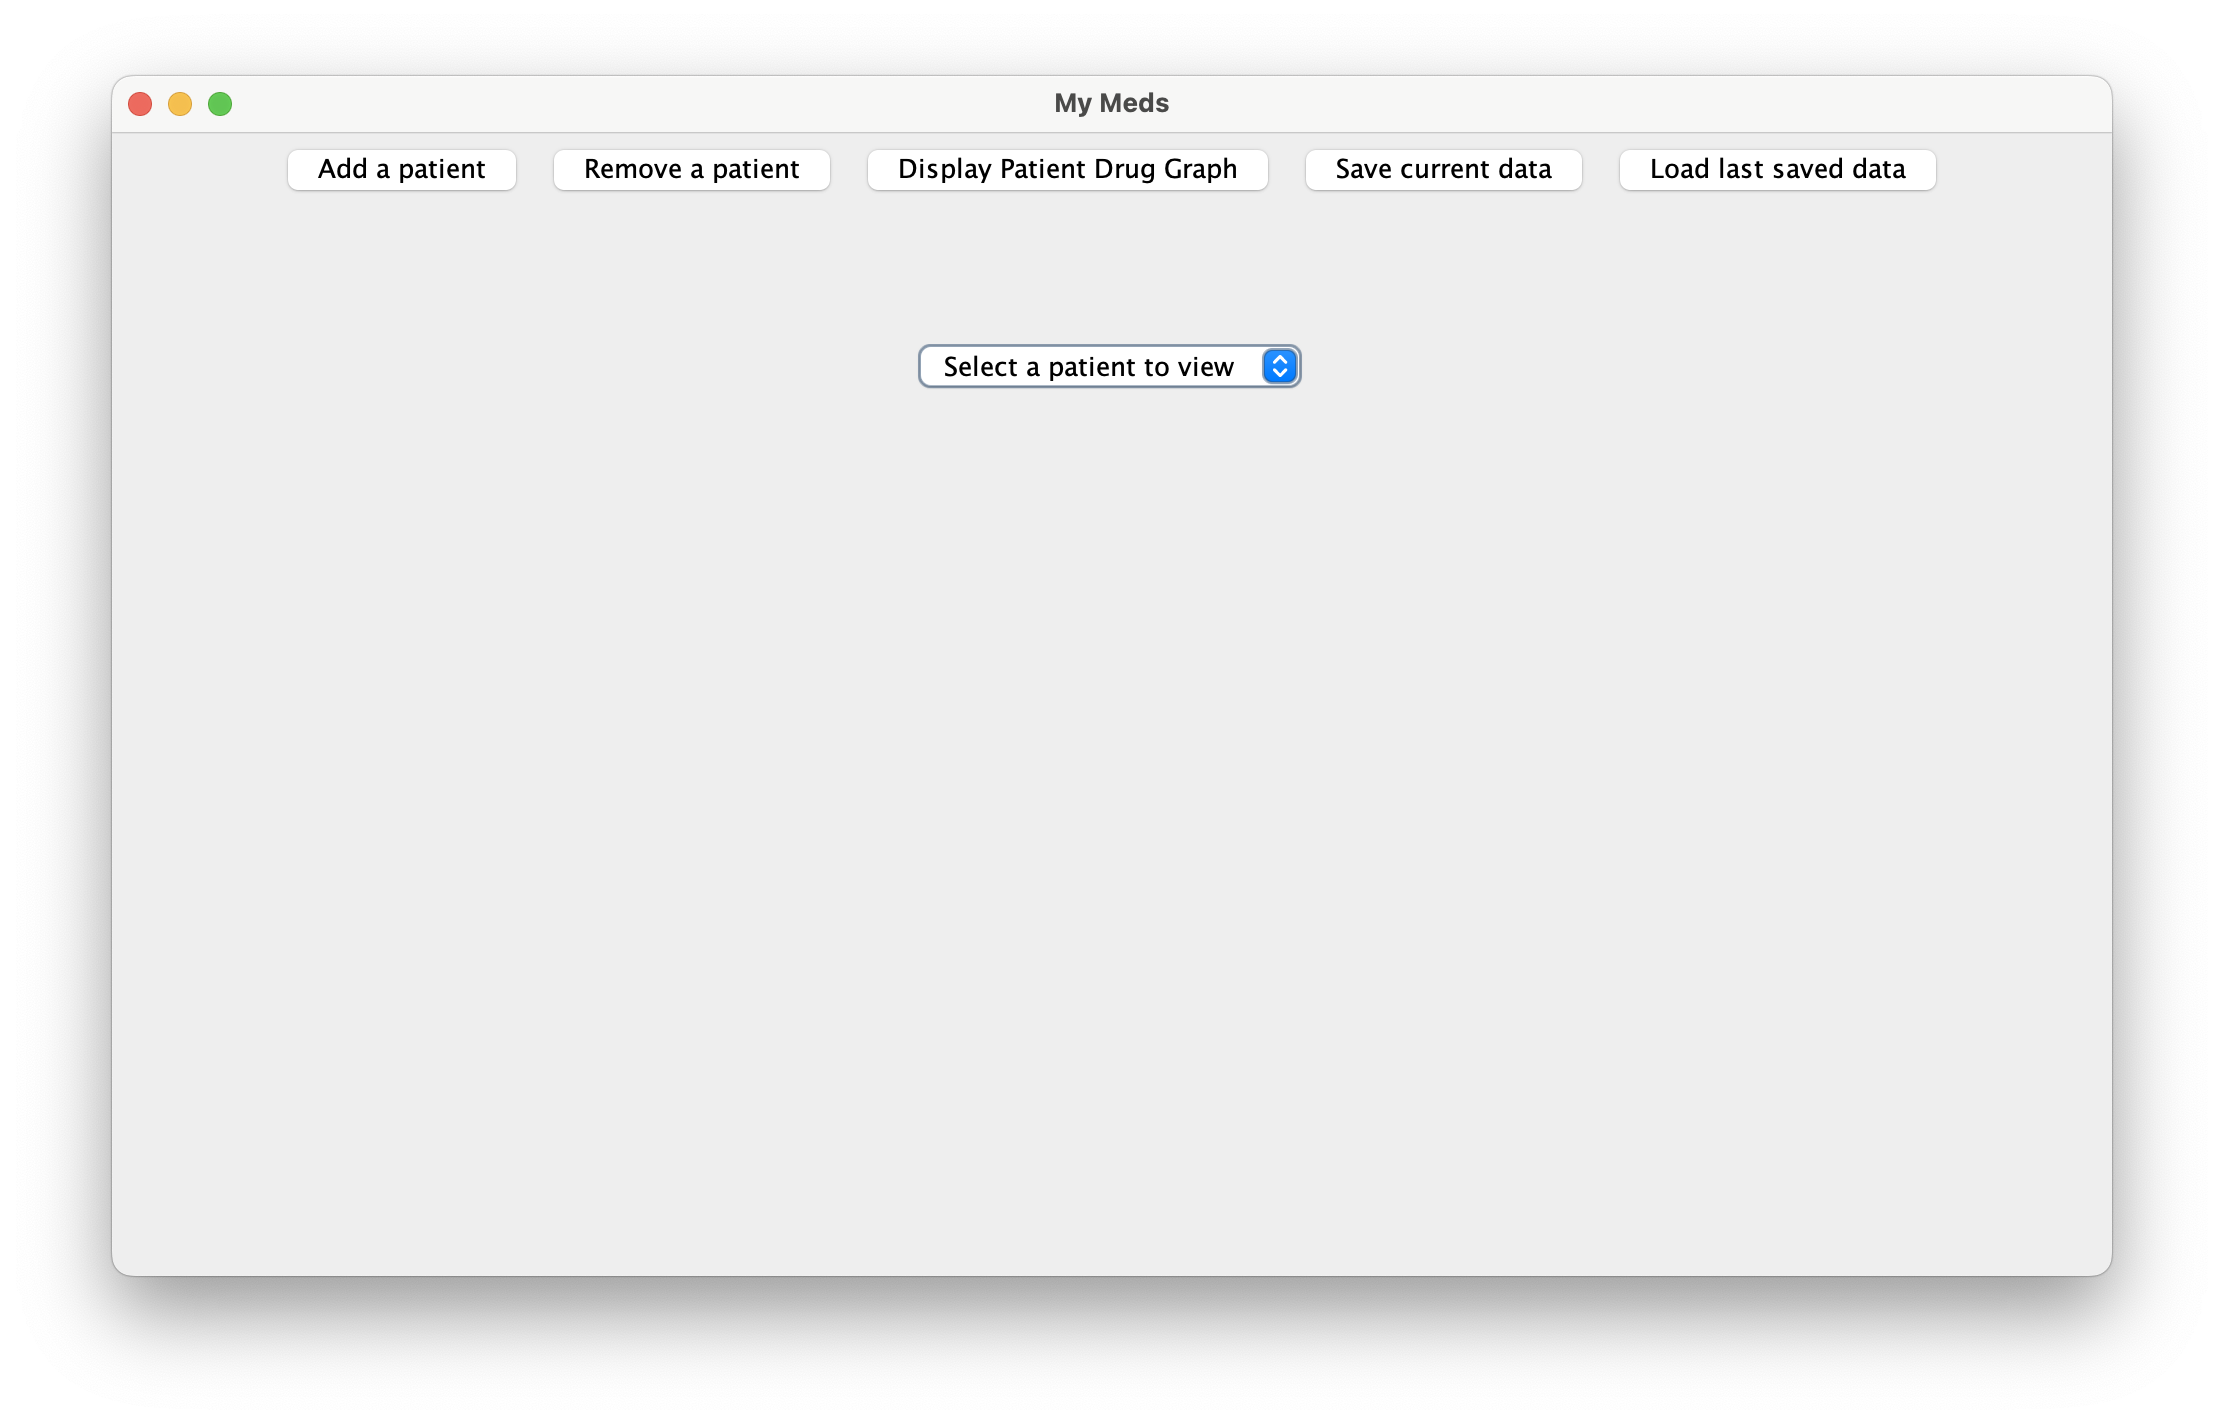 My Meds
Add a patient Remove a patient Display Patient Drug Graph Save current data Load last saved data
Select a patient to view